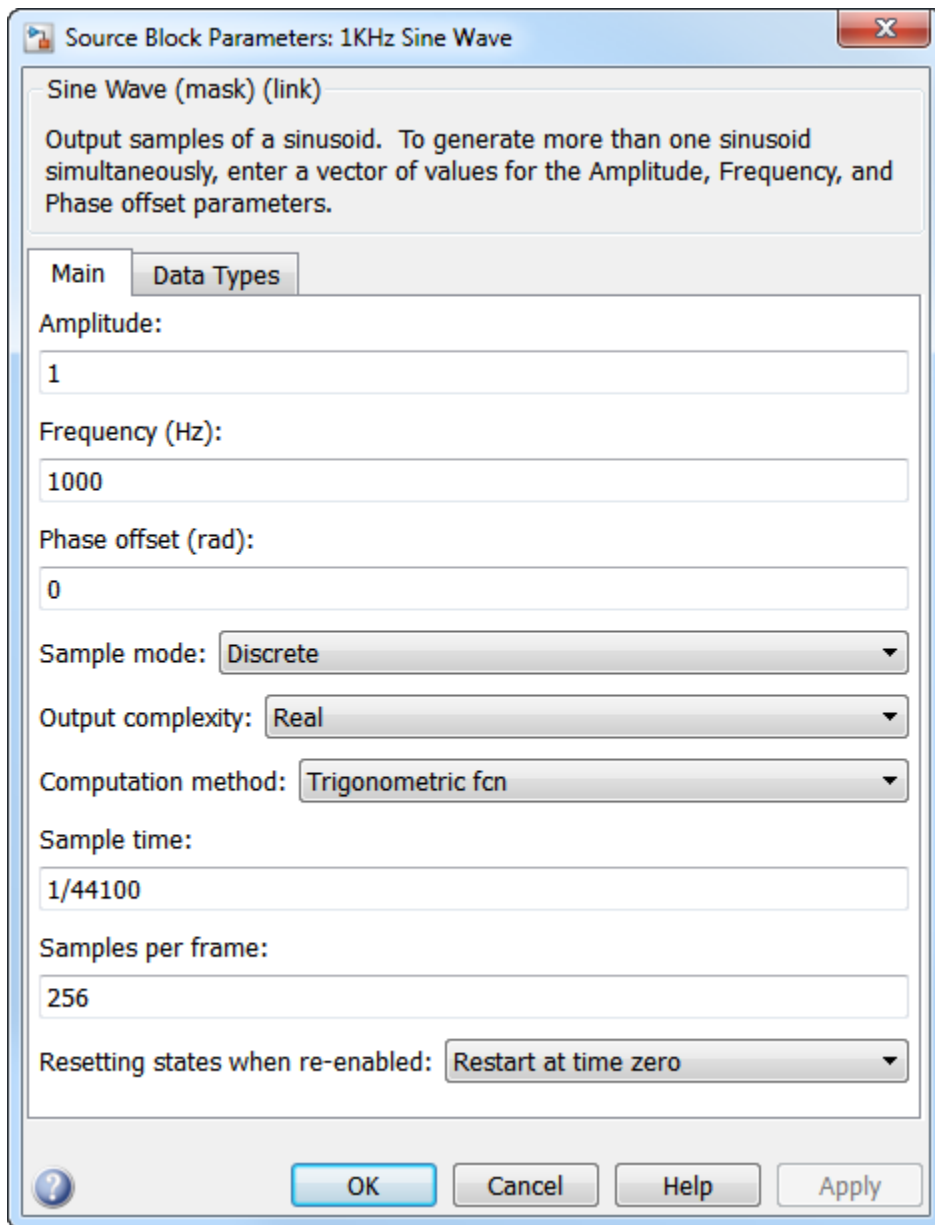 Source Block Parameters: 1KHz Sine Wave
Sine Wave (mask) (link)
Output samples of a sinusoid.  To generate more than one sinusoid
simultaneously, enter a vector of values for the Amplitude, Frequency, and
Phase offset parameters.
Main Data Types
Amplitude:
1
Frequency (Hz):
1000
Phase offset (rad):
0
Sample mode: Discrete
Output complexity: Real
Computation method: Trigonometric fcn
Sample time:
1/44100
Samples per frame:
256
Resetting states when re-enabled: Restart at time zero
? OK Cancel Help Apply